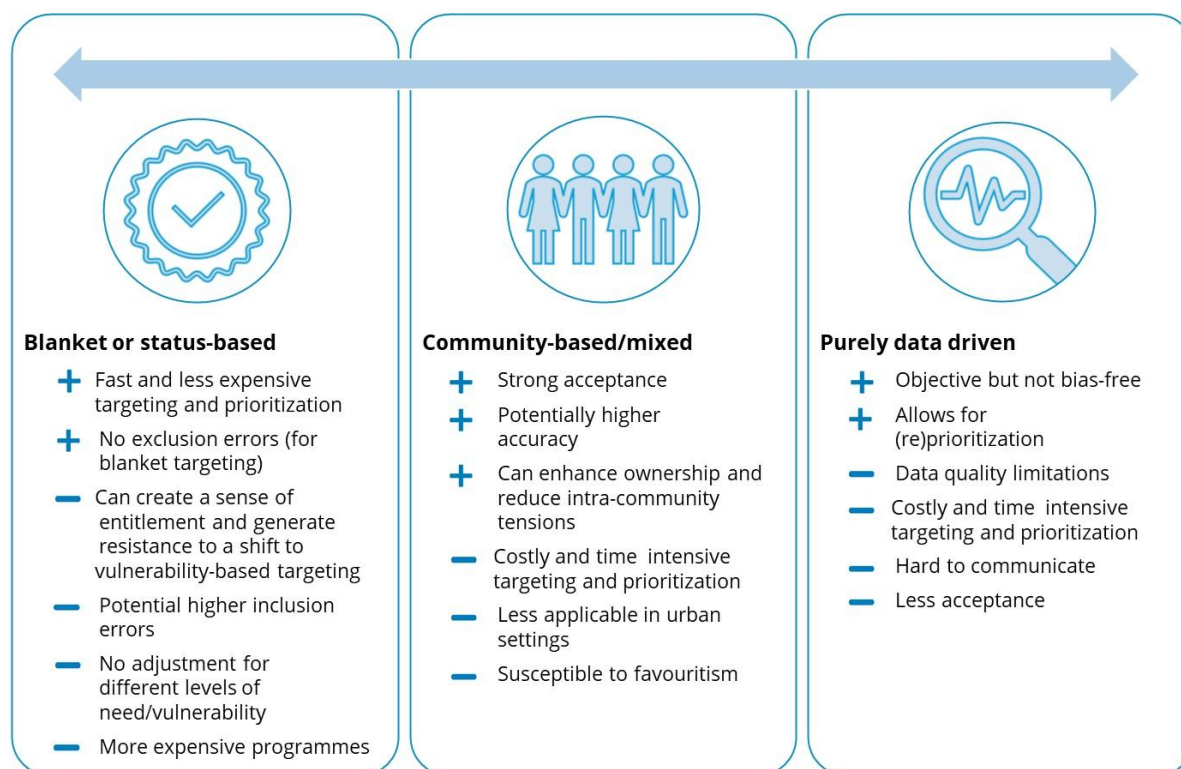 Blanket or status-based
+ Fast and less expensive
targeting and prioritization
+ No exclusion errors (for
blanket targeting)
– Can create a sense of
entitlement and generate
resistance to a shift to
vulnerability-based targeting
– Potential higher inclusion
errors
– No adjustment for
different levels of
need/vulnerability
– More expensive programmes
Community-based/mixed
+ Strong acceptance
+ Potentially higher
accuracy
+ Can enhance ownership and
reduce intra-community
tensions
– Costly and time intensive
targeting and prioritization
– Less applicable in urban
settings
– Susceptible to favouritism
Purely data driven
+ Objective but not bias-free
+ Allows for
(re)prioritization
– Data quality limitations
– Costly and time intensive
targeting and prioritization
– Hard to communicate
– Less acceptance